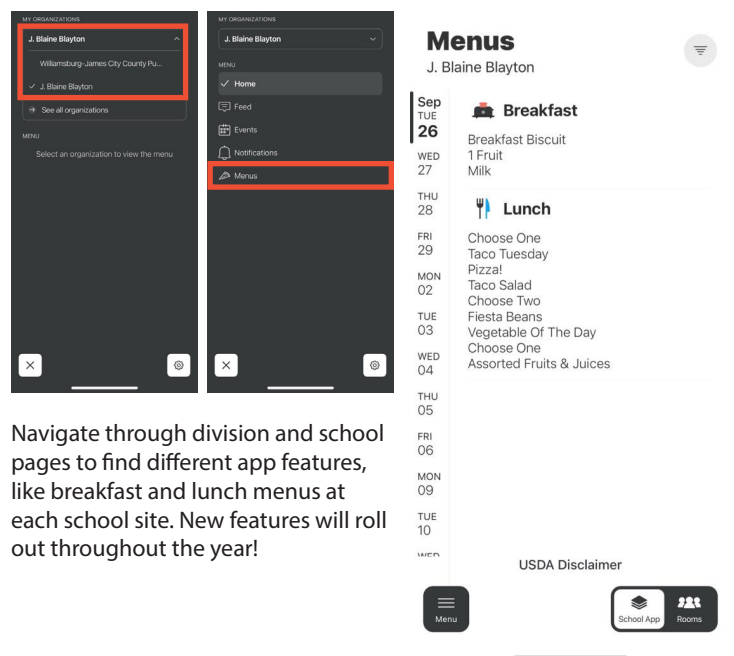 MY ORGANIZATIONS
J. Blaine Blayton
Williamsburg-James City County Pu...
J. Blaine Blayton
See all organizations
MENU
Select an organization to view the menu
MY ORGANIZATIONS
J. Blaine Blayton
MENU
Home
Feed
Events
Notifications
Menus
Navigate through division and school
pages to find different app features,
like breakfast and lunch menus at
each school site. New features will roll
out throughout the year!
Menus
J. Blaine Blayton
Sep
TUE
26
WED
27
THU
28
FRI
29
MON
02
TUE
03
WED
04
THU
05
FRI
06
MON
09
TUE
10
WED
Breakfast
Breakfast Biscuit
1 Fruit
Milk
Lunch
Choose One
Taco Tuesday
Pizza!
Taco Salad
Choose Two
Fiesta Beans
Vegetable Of The Day
Choose One
Assorted Fruits & Juices
USDA Disclaimer
Menu
School App
Rooms